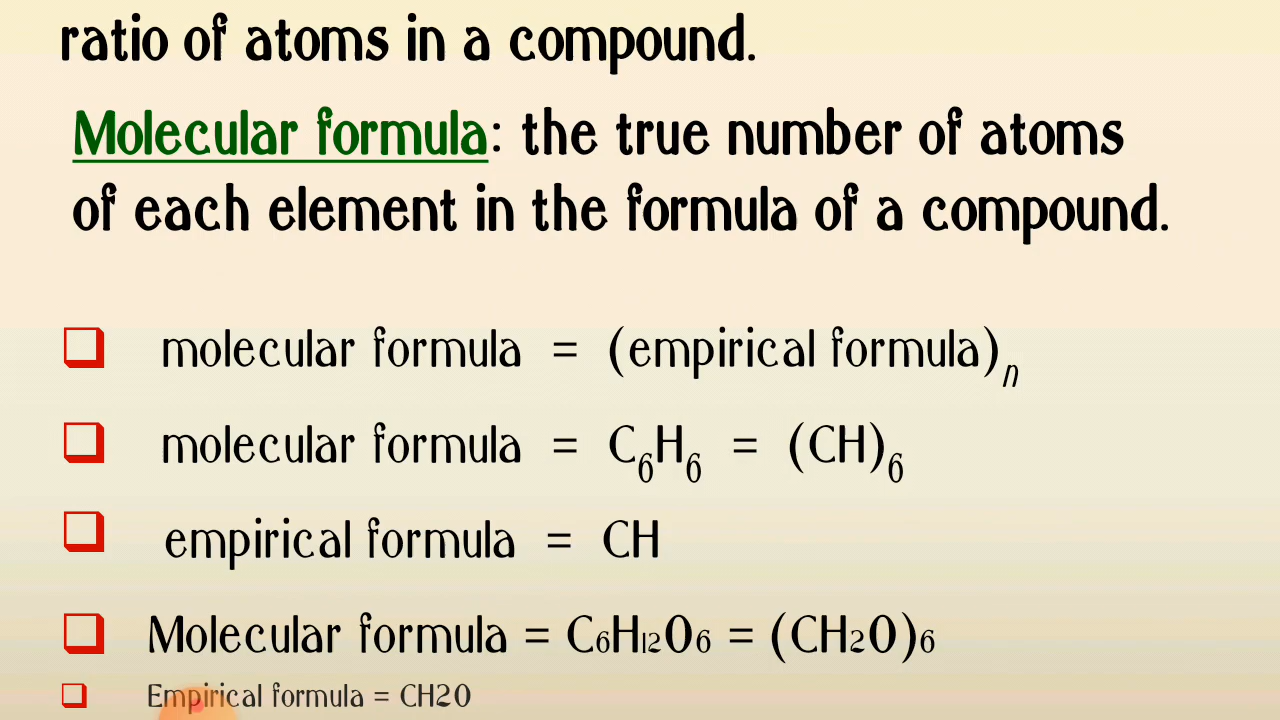 ratio of atoms in a compound.
Molecular formula: the true number of atoms
of each element in the formula of a compound.
molecular formula = (empirical formula)n
molecular formula = C6H6 = (CH)6
empirical formula = CH
Molecular formula = C6H12O6 = (CH2O)6
Empirical formula = CH2O